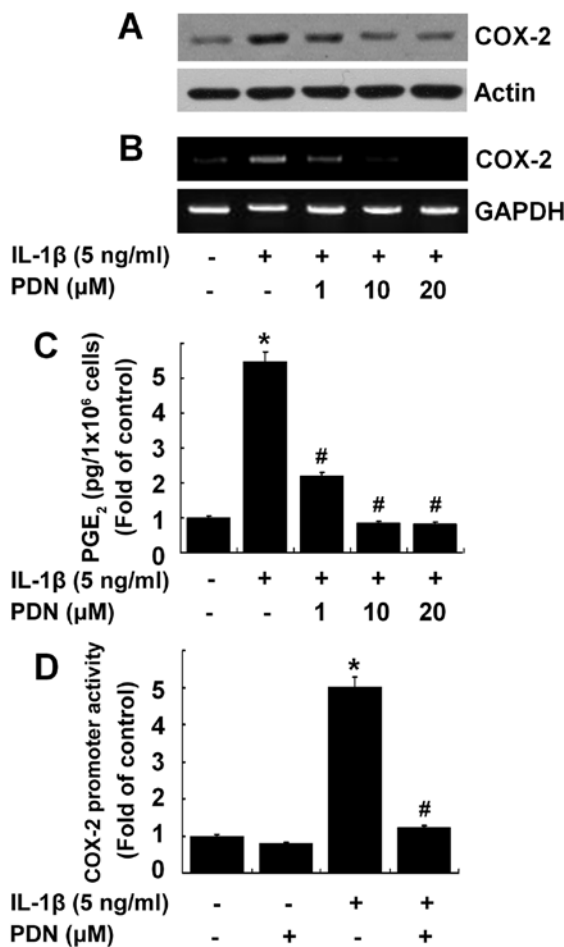 A
COX-2
Actin
B
COX-2
GAPDH
IL-1β (5 ng/ml) - + + + +
PDN (μM) - - 1 10 20
C
PGE₂ (pg/1x10⁶ cells)
(Fold of control)
5
4
3
2
1
0
*
#
#
#
IL-1β (5 ng/ml) - + + + +
PDN (μM) - - 1 10 20
D
COX-2 promoter activity
(Fold of control)
5
4
3
2
1
0
*
#
IL-1β (5 ng/ml) - - + +
PDN (μM) - + - +